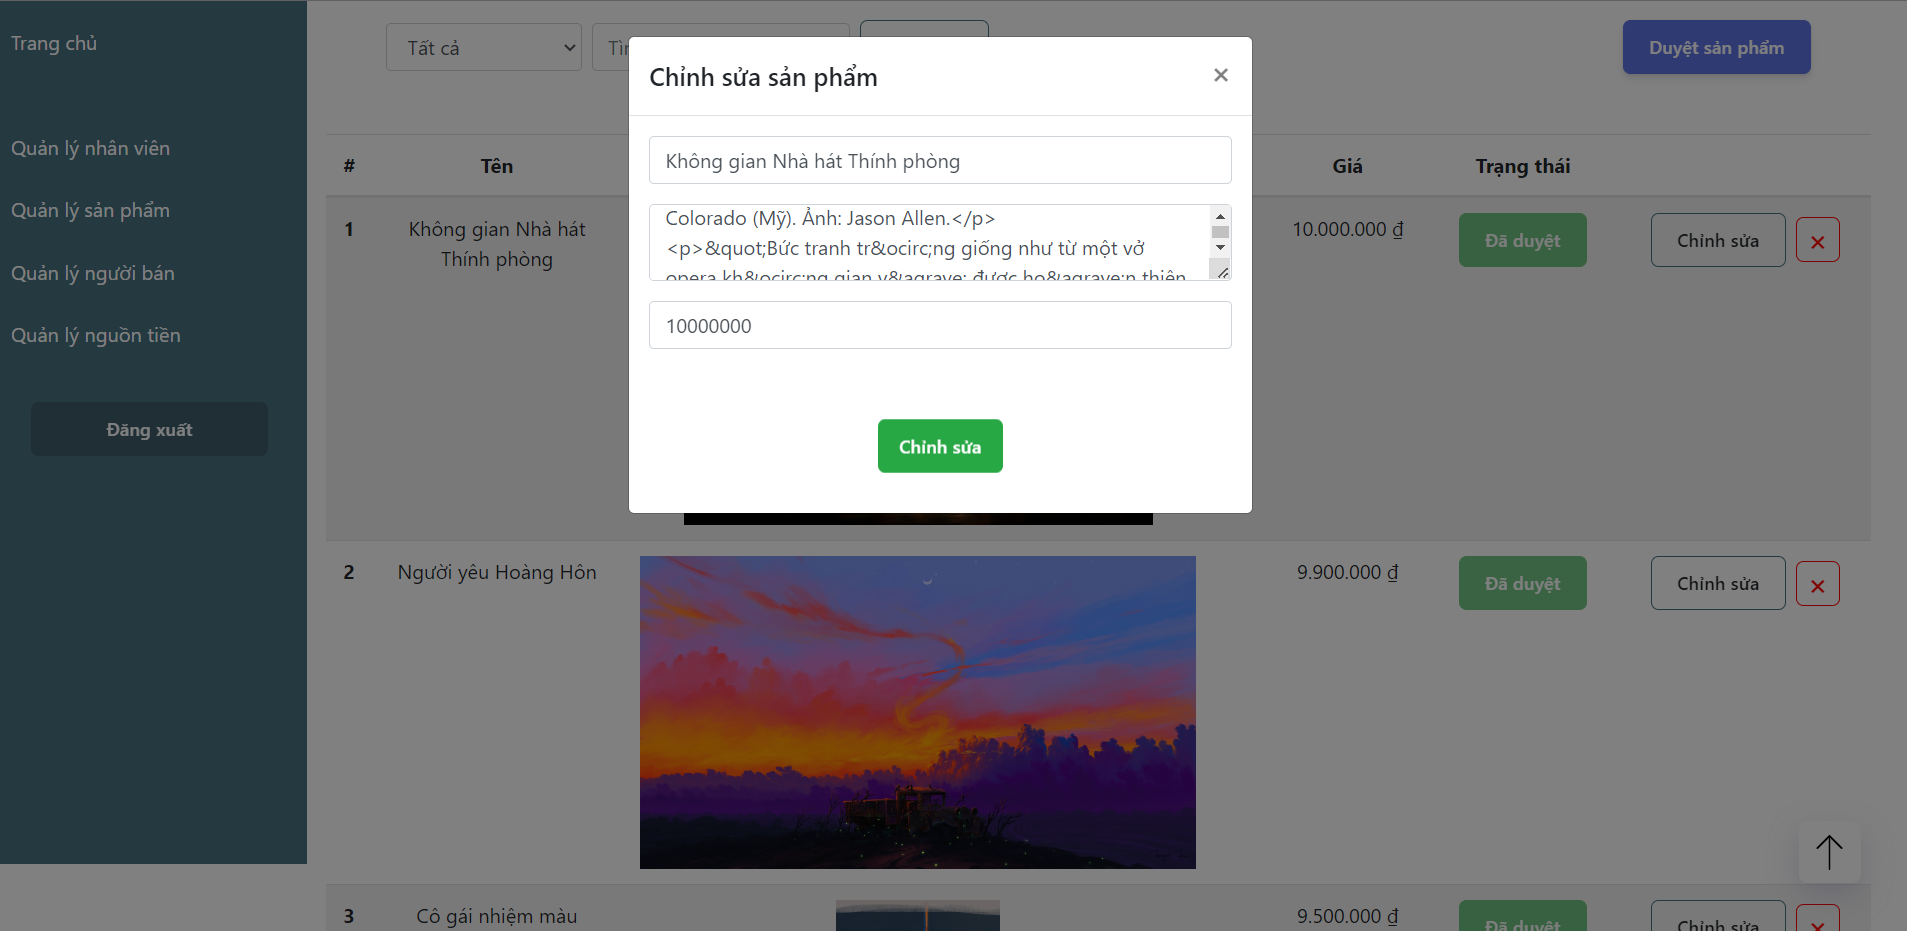 Trang chủ
Quản lý nhân viên
Quản lý sản phẩm
Quản lý người bán
Quản lý nguồn tiền
Đăng xuất
Tất cả
Duyệt sản phẩm
Chỉnh sửa sản phẩm
×
Không gian Nhà hát Thính phòng
Colorado (Mỹ). Ảnh: Jason Allen.</p>
<p>&quot;Bức tranh tr&ocirc;ng giống như từ một vở
opera kh&ocirc;ng gian v&agrave; được ho&agrave;n thiện
10000000
Chỉnh sửa
# Tên Giá Trạng thái
1 Không gian Nhà hát 10.000.000 ₫ Đã duyệt Chỉnh sửa
Thính phòng
2 Người yêu Hoàng Hôn 9.900.000 ₫ Đã duyệt Chỉnh sửa
3 Cô gái nhiệm màu 9.500.000 ₫ Đã duyệt Chỉnh sửa